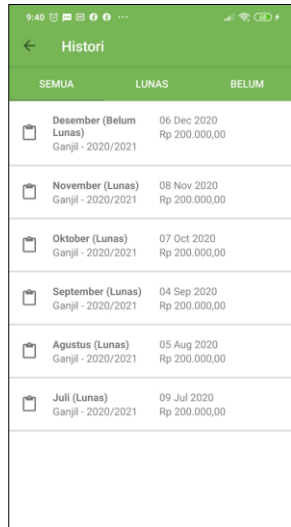 9:40
Histori
SEMUA LUNAS BELUM
Desember (Belum Lunas)
Ganjil - 2020/2021
06 Dec 2020
Rp 200.000,00
November (Lunas)
Ganjil - 2020/2021
08 Nov 2020
Rp 200.000,00
Oktober (Lunas)
Ganjil - 2020/2021
07 Oct 2020
Rp 200.000,00
September (Lunas)
Ganjil - 2020/2021
04 Sep 2020
Rp 200.000,00
Agustus (Lunas)
Ganjil - 2020/2021
05 Aug 2020
Rp 200.000,00
Juli (Lunas)
Ganjil - 2020/2021
09 Jul 2020
Rp 200.000,00